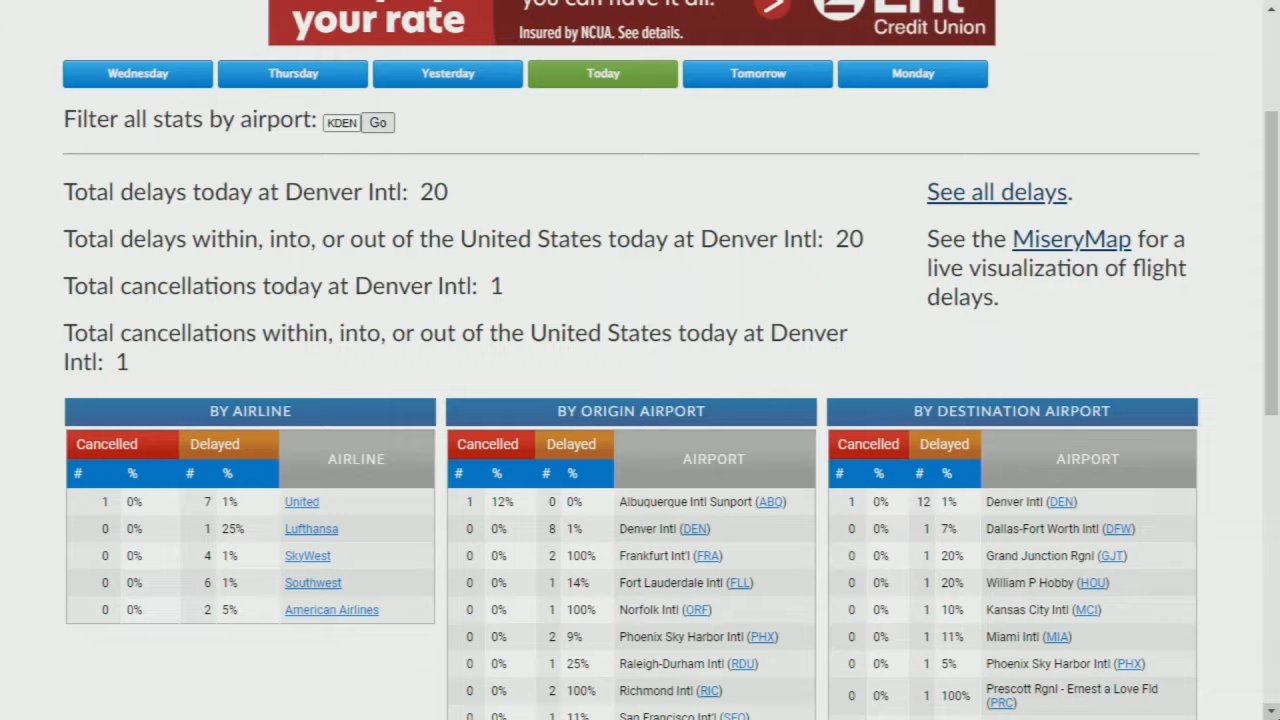 your rate
you can have it all.
Insured by NCUA. See details.
Ent
Credit Union
Wednesday Thursday Yesterday Today Tomorrow Monday
Filter all stats by airport: KDEN Go
Total delays today at Denver Intl: 20
See all delays.
Total delays within, into, or out of the United States today at Denver Intl: 20
See the MiseryMap for a
live visualization of flight
delays.
Total cancellations today at Denver Intl: 1
Total cancellations within, into, or out of the United States today at Denver
Intl: 1
BY AIRLINE
Cancelled Delayed AIRLINE
# % # %
1 0% 7 1% United
0 0% 1 25% Lufthansa
0 0% 4 1% SkyWest
0 0% 6 1% Southwest
0 0% 2 5% American Airlines
BY ORIGIN AIRPORT
Cancelled Delayed AIRPORT
# % # %
1 12% 0 0% Albuquerque Intl Sunport (ABQ)
0 0% 8 1% Denver Intl (DEN)
0 0% 2 100% Frankfurt Int'l (FRA)
0 0% 1 14% Fort Lauderdale Intl (FLL)
0 0% 1 100% Norfolk Intl (ORF)
0 0% 2 9% Phoenix Sky Harbor Intl (PHX)
0 0% 1 25% Raleigh-Durham Intl (RDU)
0 0% 2 100% Richmond Intl (RIC)
0 0% 1 11% San Francisco Int'l (SFO)
BY DESTINATION AIRPORT
Cancelled Delayed AIRPORT
# % # %
1 0% 12 1% Denver Intl (DEN)
0 0% 1 7% Dallas-Fort Worth Intl (DFW)
0 0% 1 20% Grand Junction Rgnl (GJT)
0 0% 1 20% William P Hobby (HOU)
0 0% 1 10% Kansas City Intl (MCI)
0 0% 1 11% Miami Intl (MIA)
0 0% 1 5% Phoenix Sky Harbor Intl (PHX)
0 0% 1 100% Prescott Rgnl - Ernest a Love Fld
(PRC)